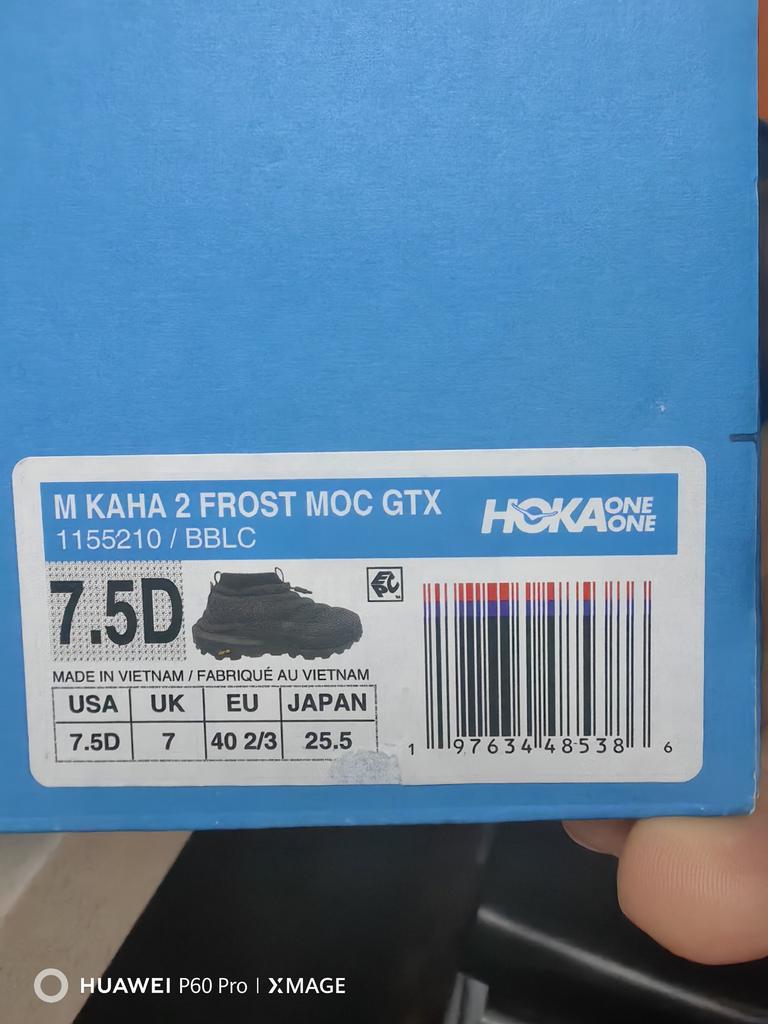 M KAHA 2 FROST MOC GTX
1155210 / BBLC
HOKA ONE ONE
7.5D
MADE IN VIETNAM / FABRIQUÉ AU VIETNAM
USA UK EU JAPAN
7.5D 7 40 2/3 25.5
1 97634 48538 6
HUAWEI P60 Pro | XMAGE